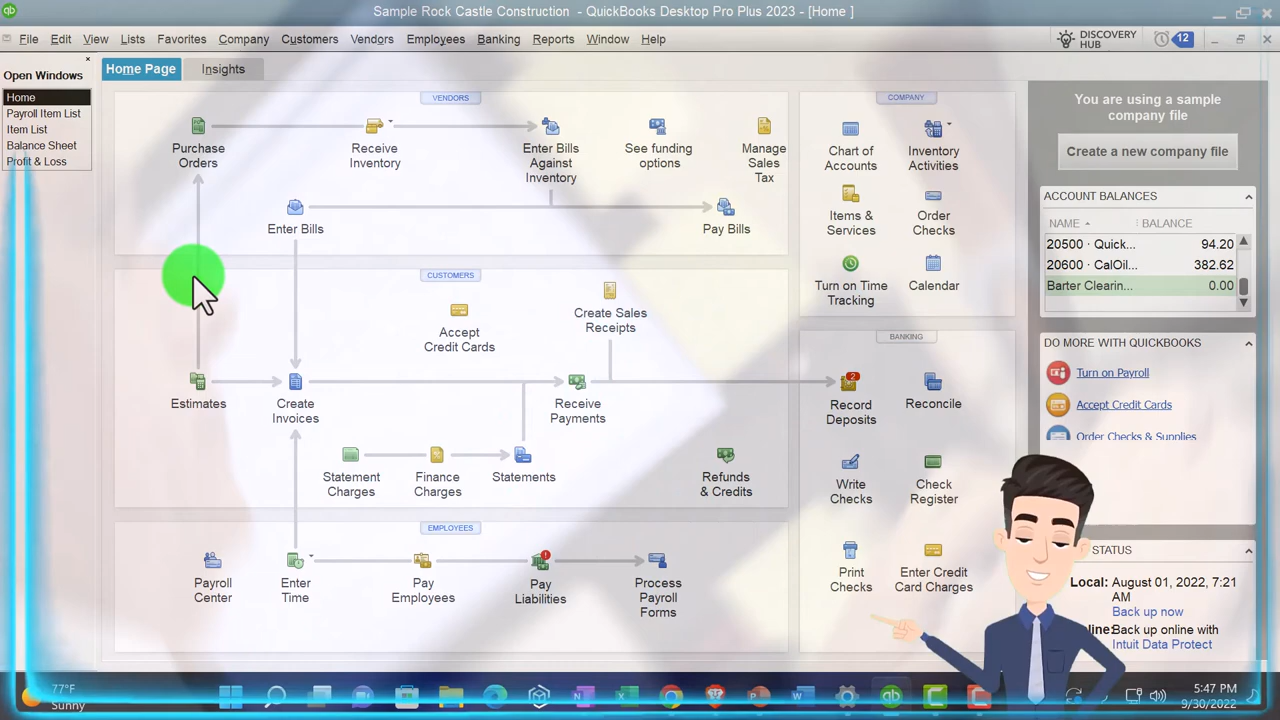 Sample Rock Castle Construction - QuickBooks Desktop Pro Plus 2023 - [Home ]
File Edit View Lists Favorites Company Customers Vendors Employees Banking Reports Window Help
DISCOVERY
HUB
12
Open Windows
Home
Payroll Item List
Item List
Balance Sheet
Profit & Loss
Home Page
Insights
VENDORS
Purchase
Orders
Receive
Inventory
Enter Bills
Against
Inventory
See funding
options
Manage
Sales
Tax
Enter Bills
Pay Bills
CUSTOMERS
Accept
Credit Cards
Create Sales
Receipts
Estimates
Create
Invoices
Receive
Payments
Statement
Charges
Finance
Charges
Statements
Refunds
& Credits
EMPLOYEES
Payroll
Center
Enter
Time
Pay
Employees
Pay
Liabilities
Process
Payroll
Forms
COMPANY
Chart of
Accounts
Inventory
Activities
Items &
Services
Order
Checks
Turn on Time
Tracking
Calendar
BANKING
2
Record
Deposits
Reconcile
Write
Checks
Check
Register
Print
Checks
Enter Credit
Card Charges
You are using a sample
company file
Create a new company file
ACCOUNT BALANCES
NAME BALANCE
20500 · Quick... 94.20
20600 · CalOil... 382.62
Barter Clearin... 0.00
DO MORE WITH QUICKBOOKS
Turn on Payroll
Accept Credit Cards
Order Checks & Supplies
STATUS
Local: August 01, 2022, 7:21
AM
Back up now
line: Back up online with
Intuit Data Protect
77°F
Sunny
5:47 PM
9/30/2022